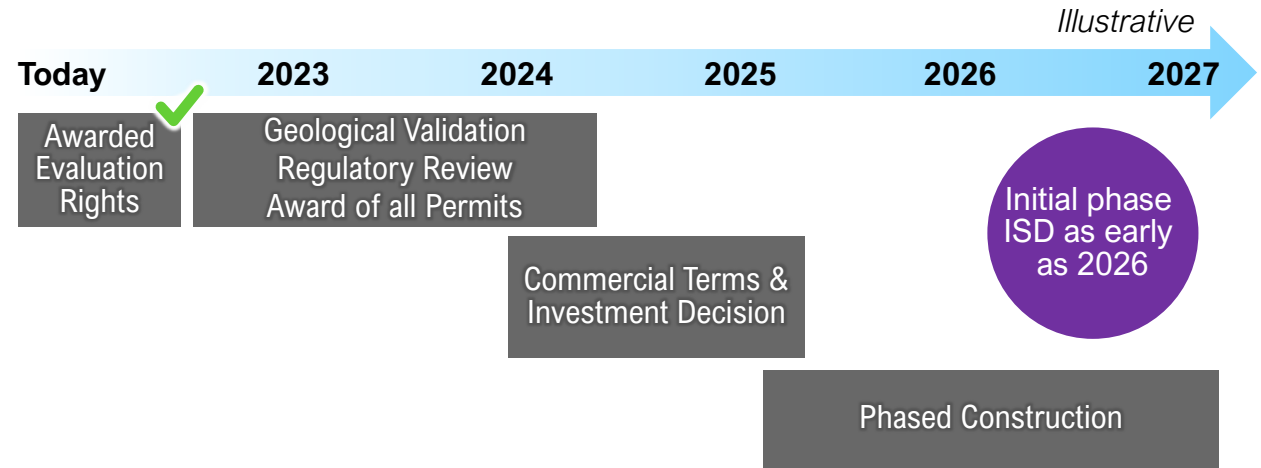 Illustrative
Today 2023 2024 2025 2026 2027
Awarded
Evaluation
Rights
Geological Validation
Regulatory Review
Award of all Permits
Commercial Terms &
Investment Decision
Initial phase
ISD as early
as 2026
Phased Construction